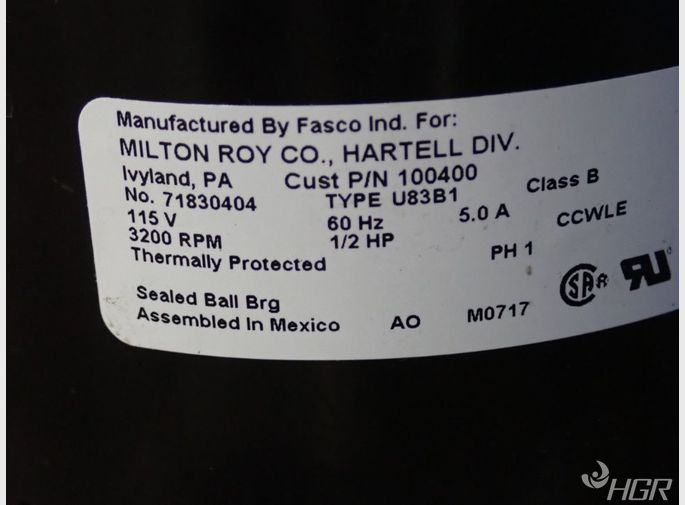 Manufactured By Fasco Ind. For:
MILTON ROY CO., HARTELL DIV.
Ivyland, PA Cust P/N 100400
No. 71830404 TYPE U83B1 Class B
115 V 60 Hz 5.0 A CCWLE
3200 RPM 1/2 HP
Thermally Protected PH 1
Sealed Ball Brg
Assembled In Mexico AO M0717
HGR